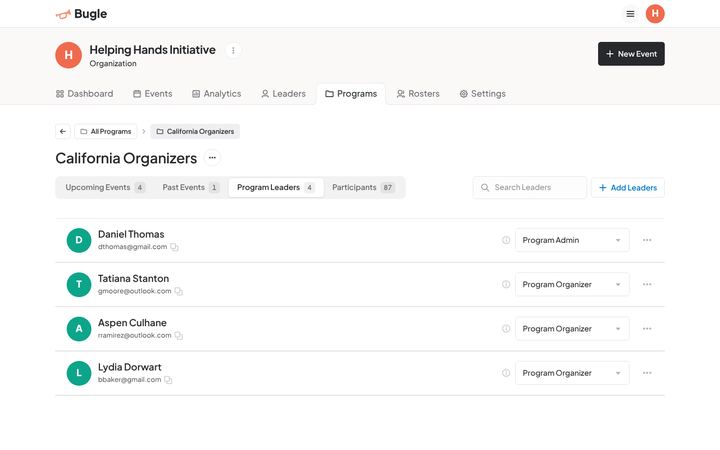 Bugle
H
H
Helping Hands Initiative
Organization
New Event
Dashboard
Events
Analytics
Leaders
Programs
Rosters
Settings
All Programs
California Organizers
California Organizers
Upcoming Events 4
Past Events 1
Program Leaders 4
Participants 87
Search Leaders
Add Leaders
D
Daniel Thomas
dthomas@gmail.com
Program Admin
T
Tatiana Stanton
gmoore@outlook.com
Program Organizer
A
Aspen Culhane
rramirez@outlook.com
Program Organizer
L
Lydia Dorwart
bbaker@gmail.com
Program Organizer